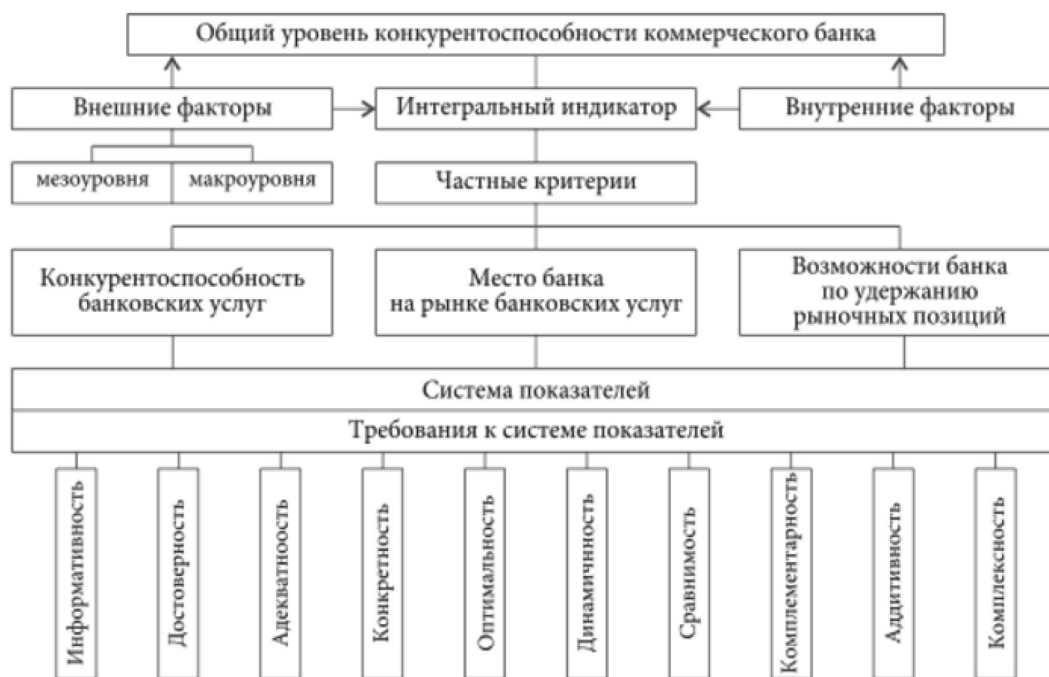 Общий уровень конкурентоспособности коммерческого банка
Внешние факторы
Интегральный индикатор
Внутренние факторы
мезоуровня
макроуровня
Частные критерии
Конкурентоспособность
банковских услуг
Место банка
на рынке банковских услуг
Возможности банка
по удержанию
рыночных позиций
Система показателей
Требования к системе показателей
Информативность
Достоверность
Адекватноость
Конкретность
Оптимальность
Динамичнность
Сравнимость
Комплементарность
Аддитивность
Комплексность